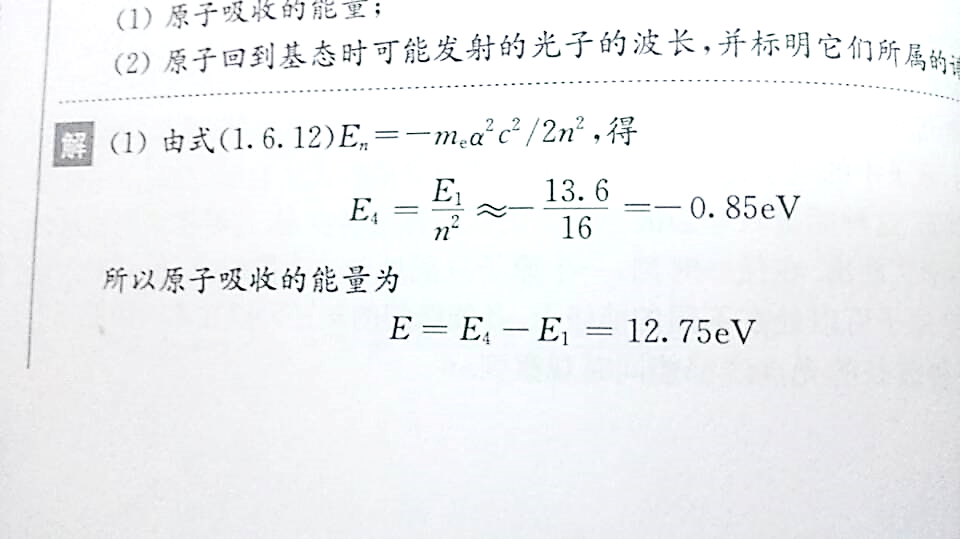 (1) 原子吸收的能量；
(2) 原子回到基态时可能发射的光子的波长，并标明它们所属的
解 (1) 由式(1.6.12)Eₙ=−mₑα²c²/2n²，得
E₄ = E₁/n² ≈ −13.6/16 =−0.85eV
所以原子吸收的能量为
E = E₄ − E₁ = 12.75eV